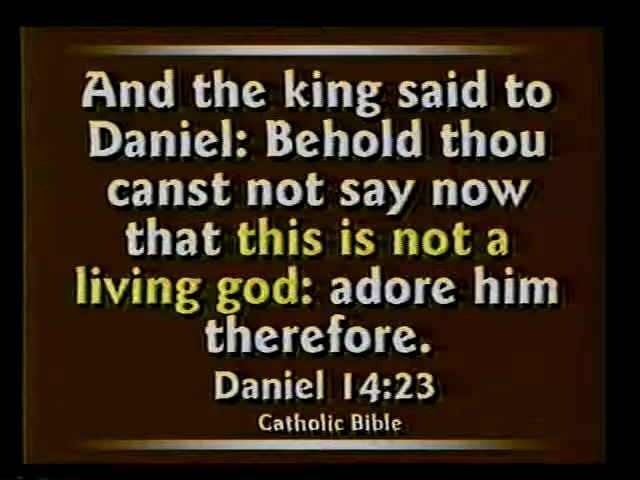 And the king said to
Daniel: Behold thou
canst not say now
that this is not a
living god: adore him
therefore.
Daniel 14:23
Catholic Bible